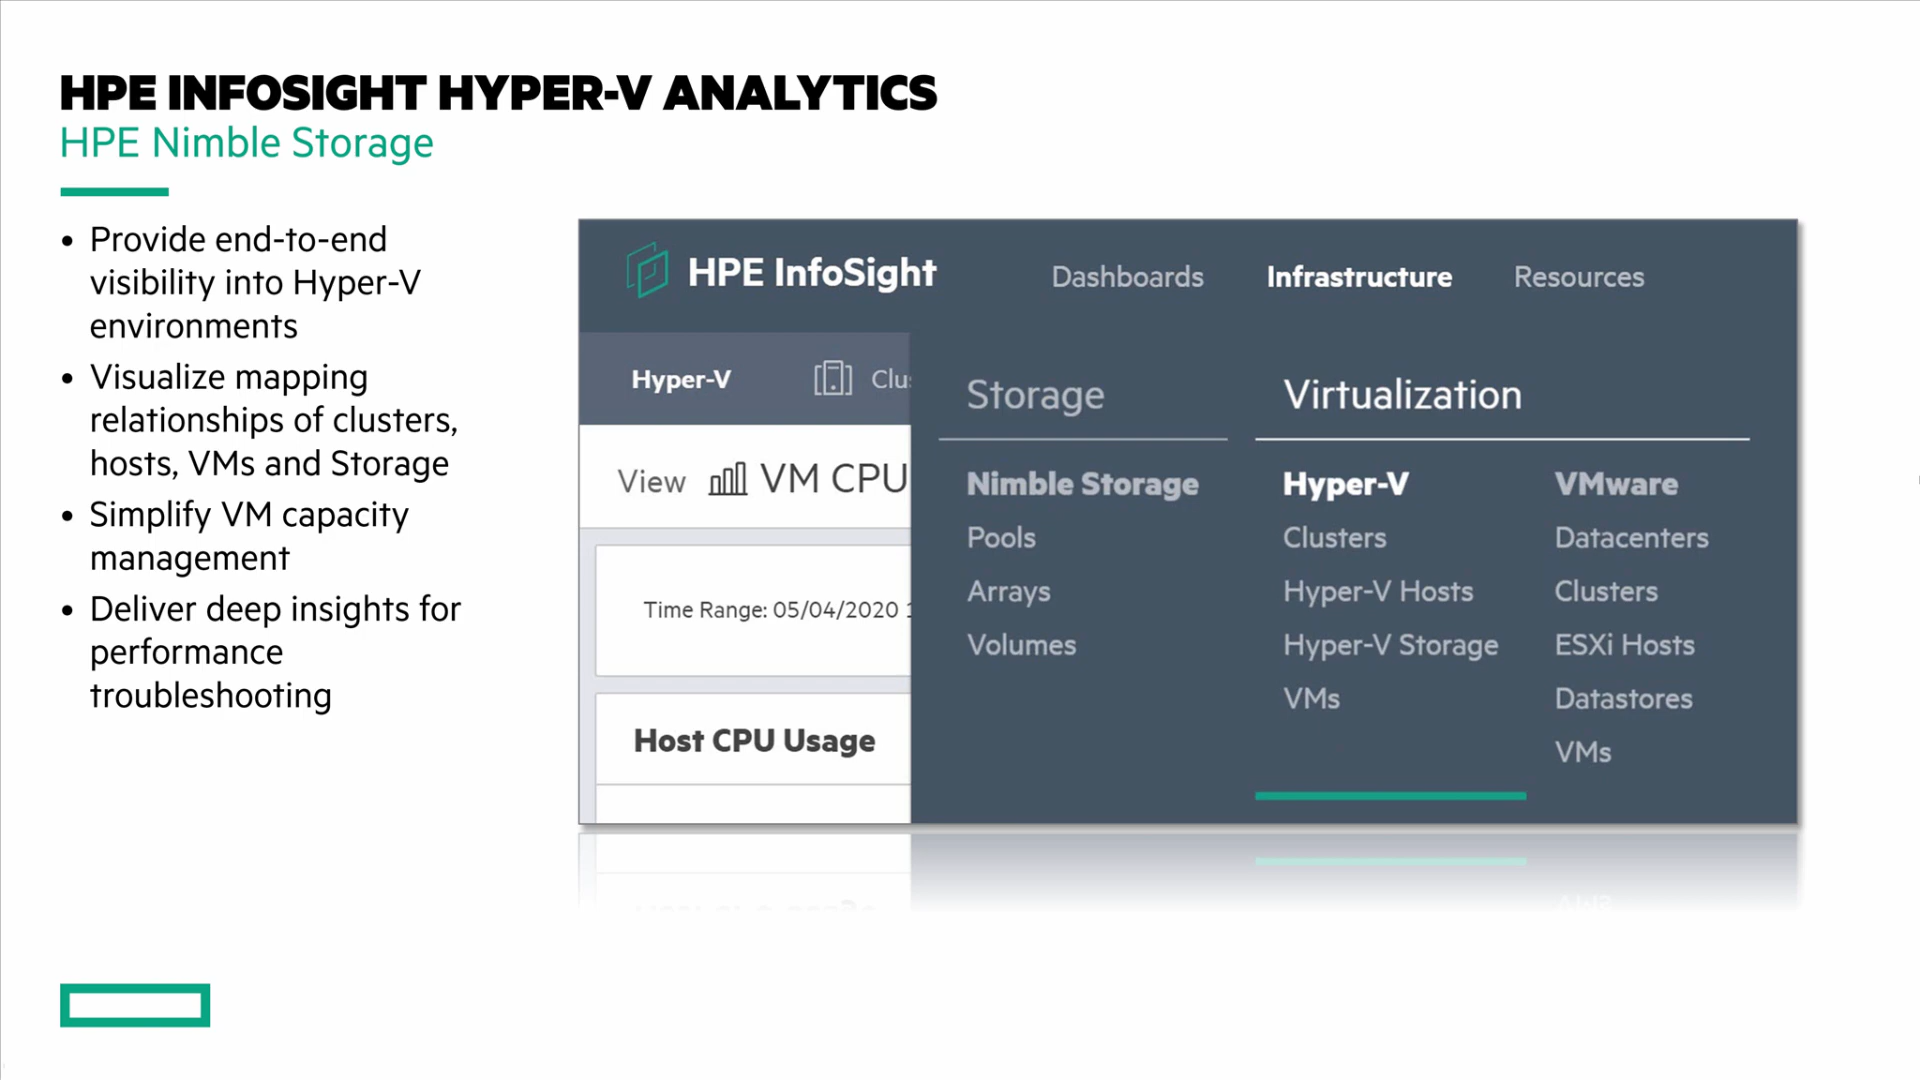 HPE INFOSIGHT HYPER-V ANALYTICS
HPE Nimble Storage
• Provide end-to-end
visibility into Hyper-V
environments
• Visualize mapping
relationships of clusters,
hosts, VMs and Storage
• Simplify VM capacity
management
• Deliver deep insights for
performance
troubleshooting
HPE InfoSight
Dashboards
Infrastructure
Resources
Hyper-V
View
VM CPU
Time Range: 05/04/2020
Host CPU Usage
Storage
Nimble Storage
Pools
Arrays
Volumes
Virtualization
Hyper-V
Clusters
Hyper-V Hosts
Hyper-V Storage
VMs
VMware
Datacenters
Clusters
ESXi Hosts
Datastores
VMs